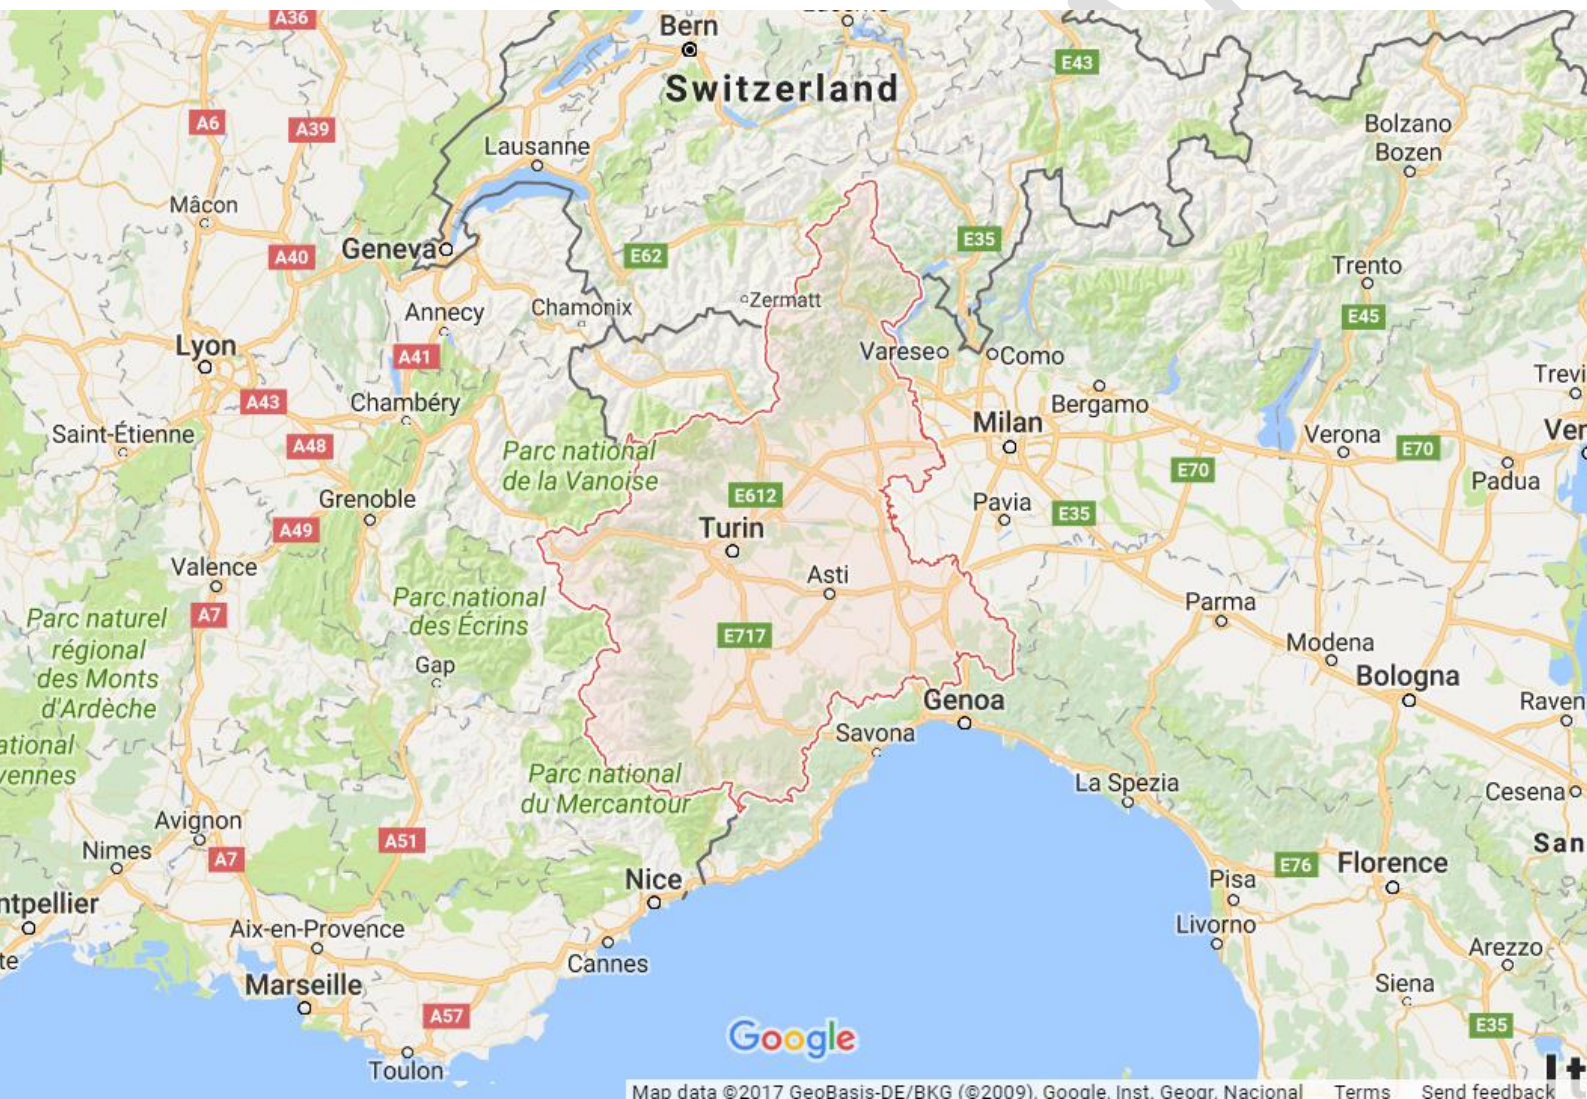 A36
Bern
Switzerland
E43
A6
A39
Bolzano
Bozen
Lausanne
Mâcon
Geneva
A40
E62
E35
Trento
Zermatt
Chamonix
Annecy
E45
Lyon
A41
Varese
Como
Trevi
A43
Chambéry
Bergamo
Milan
Saint-Étienne
A48
Verona
E70
Ver
Parc national
de la Vanoise
E70
Padua
Grenoble
E612
Pavia
E35
A49
Turin
Valence
Asti
Parc national
des Écrins
Parma
A7
Parc naturel
régional
des Monts
d'Ardèche
E717
Modena
Gap
Bologna
Genoa
Raven
Savona
ational
vennes
Parc national
du Mercantour
La Spezia
Cesena
Avignon
A51
San
Nimes
A7
E76
Florence
Nice
Pisa
ntpellier
Livorno
Aix-en-Provence
Arezzo
te
Cannes
Marseille
Siena
A57
E35
Google
Toulon
It
Map data ©2017 GeoBasis-DE/BKG (©2009), Google, Inst. Geogr. Nacional
Terms
Send feedback